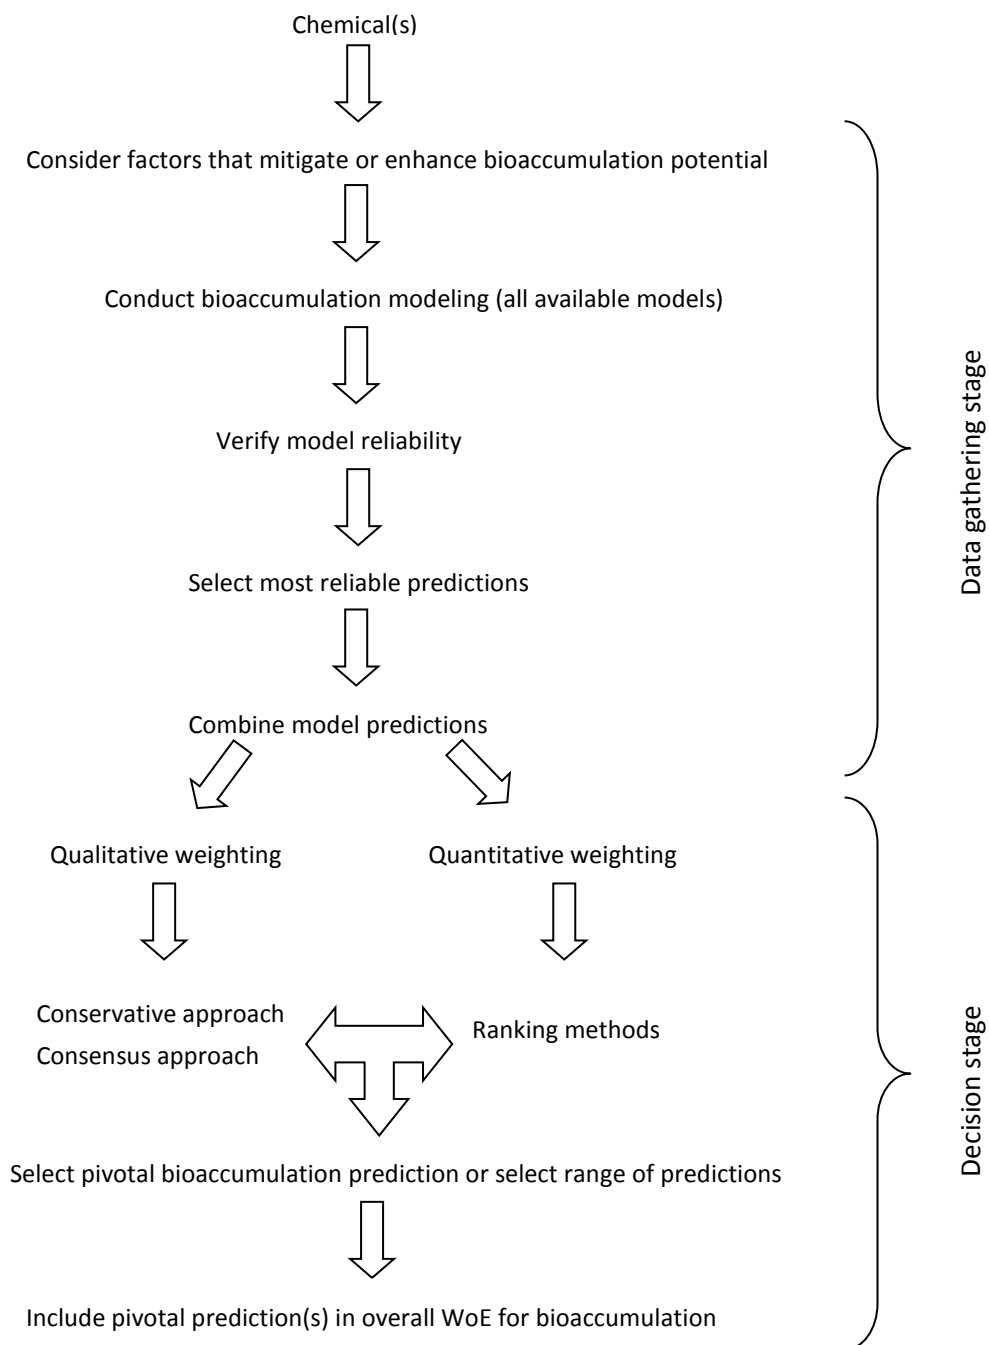 Chemical(s)
Consider factors that mitigate or enhance bioaccumulation potential
Conduct bioaccumulation modeling (all available models)
Verify model reliability
Select most reliable predictions
Combine model predictions
Data gathering stage
Qualitative weighting
Quantitative weighting
Conservative approach
Consensus approach
Ranking methods
Select pivotal bioaccumulation prediction or select range of predictions
Include pivotal prediction(s) in overall WoE for bioaccumulation
Decision stage